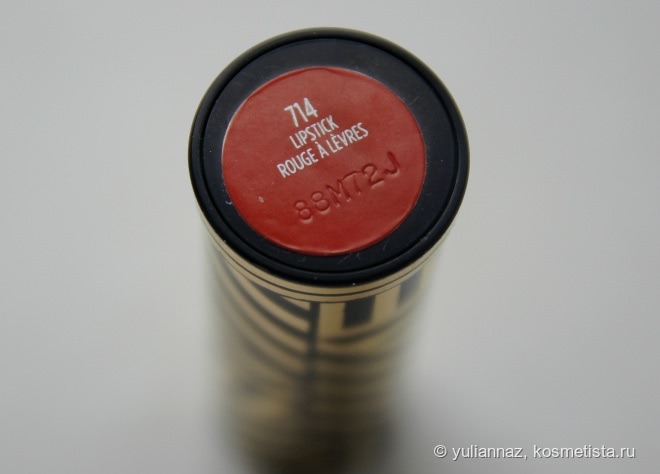 714
LIPSTICK
ROUGE À LÈVRES
88M72J
© yuliannaz, kosmetista.ru